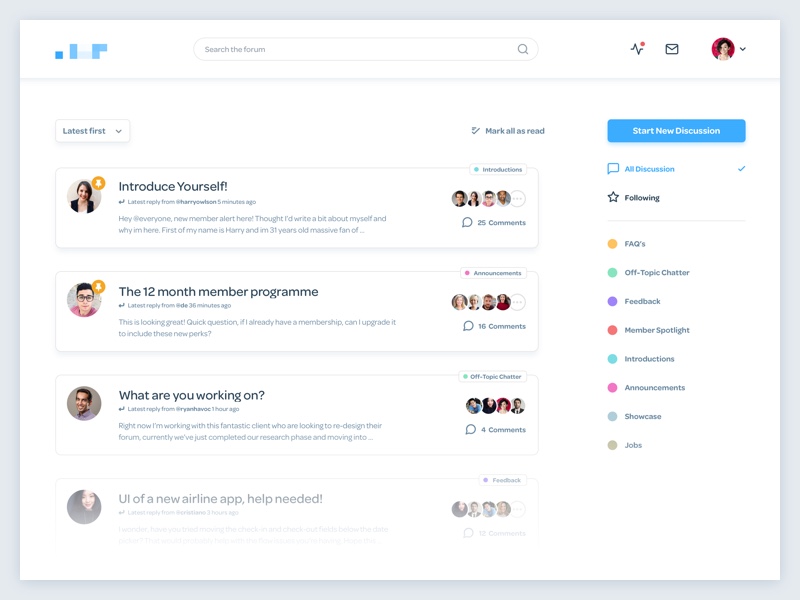 Search the forum
Latest first
Mark all as read
Start New Discussion
Introductions
Introduce Yourself!
Latest reply from @harryowlson 5 minutes ago
Hey @everyone, new member alert here! Thought I'd write a bit about myself and
why im here. First of my name is Harry and im 31 years old massive fan of ...
25 Comments
Announcements
The 12 month member programme
Latest reply from @de 36 minutes ago
This is looking great! Quick question, if I already have a membership, can I upgrade it
to include these new perks?
16 Comments
Off-Topic Chatter
What are you working on?
Latest reply from @ryanhavoc 1 hour ago
Right now I'm working with this fantastic client who are looking to re-design their
forum, currently we've just completed our research phase and moving into ...
4 Comments
Feedback
UI of a new airline app, help needed!
Latest reply from @cristiano 3 hours ago
I wonder, have you tried moving the check-in and check-out fields below the date
12 Comments
All Discussion
Following
FAQ's
Off-Topic Chatter
Feedback
Member Spotlight
Introductions
Announcements
Showcase
Jobs